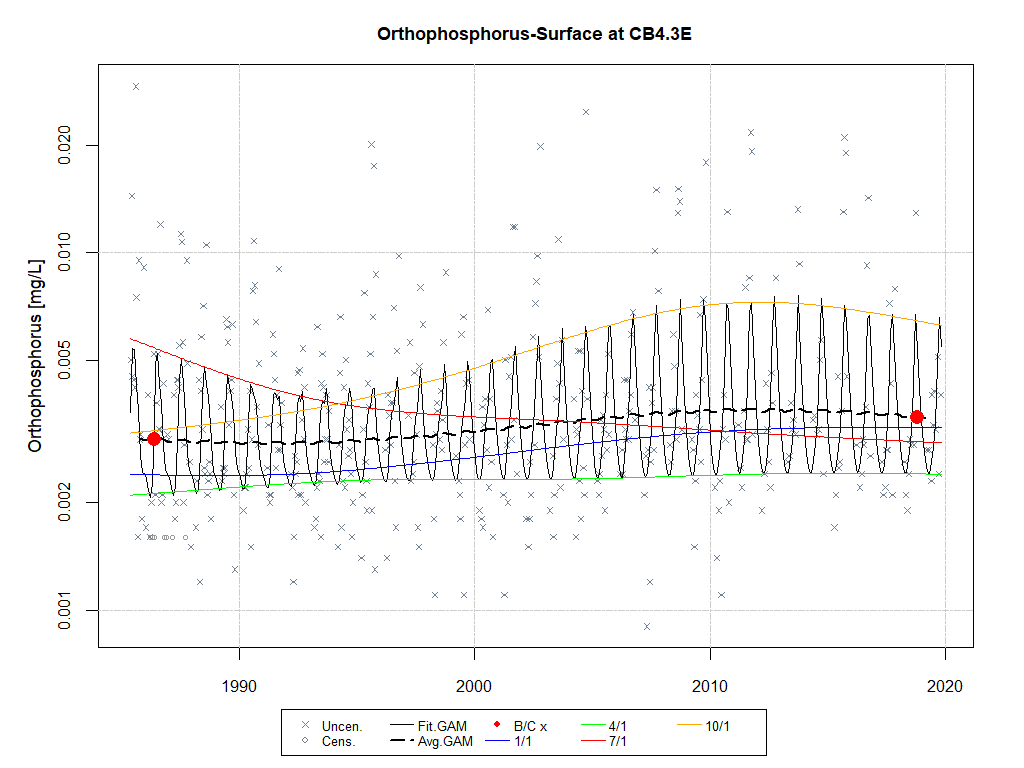 Orthophosphorus-Surface at CB4.3E
Orthophosphorus [mg/L]
0.020
0.010
0.005
0.002
0.001
1990 2000 2010 2020
Uncen. Fit.GAM B/C x 4/1 10/1
Cens. Avg.GAM 1/1 7/1